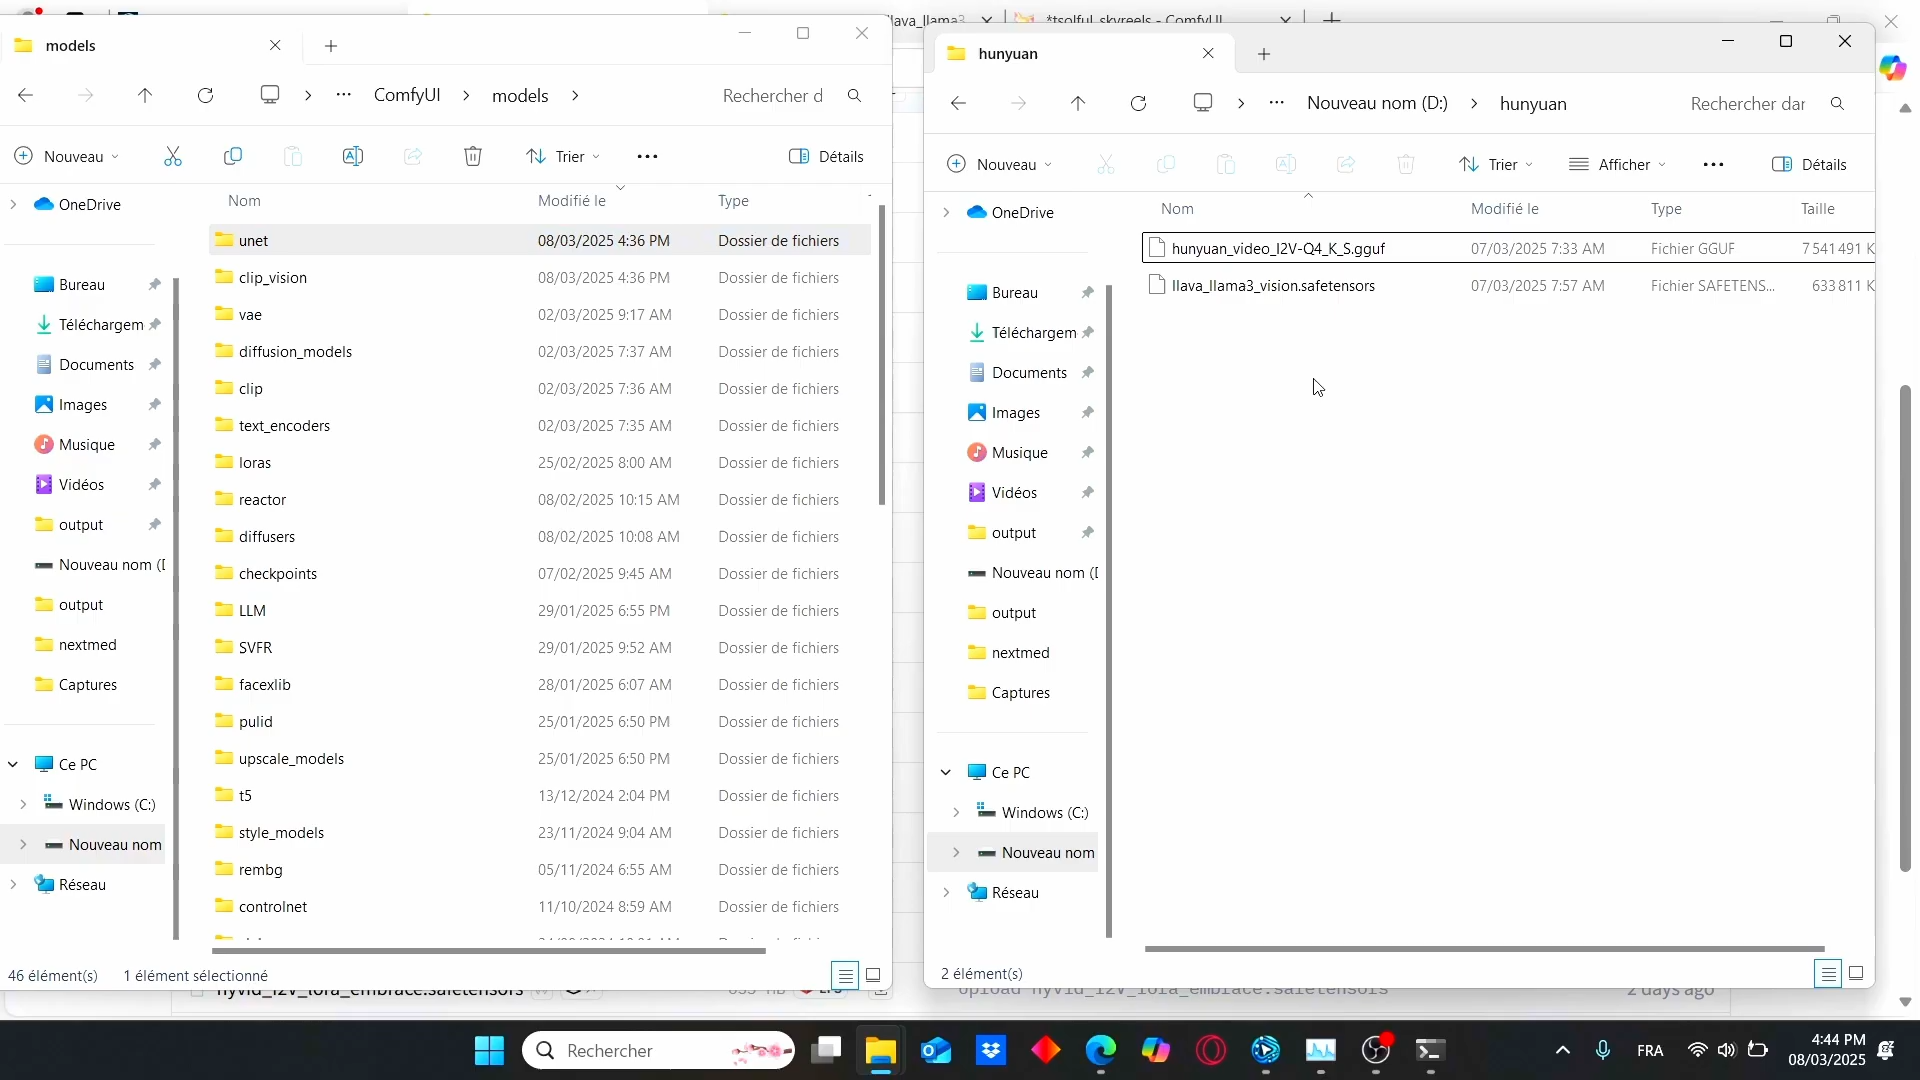 llava_llama3
*tsolful_skyreels - ComfyUI
models
ComfyUI
models
Rechercher d
Nouveau
Trier
Détails
Nom
Modifié le
Type
OneDrive
Bureau
Téléchargem
Documents
Images
Musique
Vidéos
output
Nouveau nom (D
output
nextmed
Captures
Ce PC
Windows (C:)
Nouveau nom
Réseau
unet 08/03/2025 4:36 PM Dossier de fichiers
clip_vision 08/03/2025 4:36 PM Dossier de fichiers
vae 02/03/2025 9:17 AM Dossier de fichiers
diffusion_models 02/03/2025 7:37 AM Dossier de fichiers
clip 02/03/2025 7:36 AM Dossier de fichiers
text_encoders 02/03/2025 7:35 AM Dossier de fichiers
loras 25/02/2025 8:00 AM Dossier de fichiers
reactor 08/02/2025 10:15 AM Dossier de fichiers
diffusers 08/02/2025 10:08 AM Dossier de fichiers
checkpoints 07/02/2025 9:45 AM Dossier de fichiers
LLM 29/01/2025 6:55 PM Dossier de fichiers
SVFR 29/01/2025 9:52 AM Dossier de fichiers
facexlib 28/01/2025 6:07 AM Dossier de fichiers
pulid 25/01/2025 6:50 PM Dossier de fichiers
upscale_models 25/01/2025 6:50 PM Dossier de fichiers
t5 13/12/2024 2:04 PM Dossier de fichiers
style_models 23/11/2024 9:04 AM Dossier de fichiers
rembg 05/11/2024 6:55 AM Dossier de fichiers
controlnet 11/10/2024 8:59 AM Dossier de fichiers
46 élément(s) 1 élément sélectionné
hunyuan
Nouveau nom (D:)
hunyuan
Rechercher dar
Nouveau
Trier
Afficher
Détails
Nom
Modifié le
Type
Taille
OneDrive
Bureau
Téléchargem
Documents
Images
Musique
Vidéos
output
Nouveau nom (D
output
nextmed
Captures
Ce PC
Windows (C:)
Nouveau nom
Réseau
hunyuan_video_I2V-Q4_K_S.gguf 07/03/2025 7:33 AM Fichier GGUF 7 541 491 K
llava_llama3_vision.safetensors 07/03/2025 7:57 AM Fichier SAFETENS... 633 811 K
2 élément(s)
hyvid_I2V_lora_embrace.safetensors
upload hyvid_I2V_lora_embrace.safetensors
2 days ago
Rechercher
FRA
4:44 PM
08/03/2025